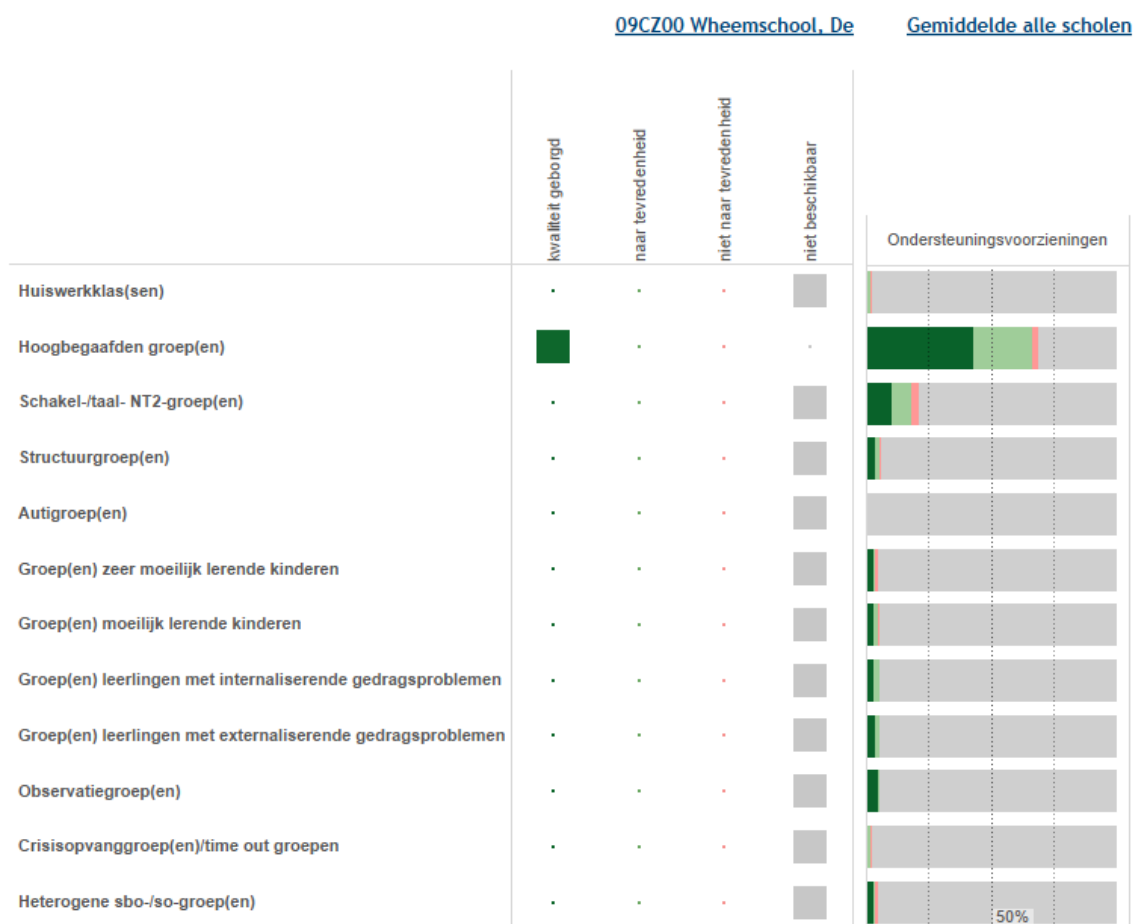 09CZ00 Wheemschool, De
Gemiddelde alle scholen
kwaliteit geborgd
naar tevredenheid
niet naar tevredenheid
niet beschikbaar
Ondersteuningsvoorzieningen
Huiswerkklas(sen)
Hoogbegaafden groep(en)
Schakel-/taal- NT2-groep(en)
Structuurgroep(en)
Autigroep(en)
Groep(en) zeer moeilijk lerende kinderen
Groep(en) moeilijk lerende kinderen
Groep(en) leerlingen met internaliserende gedragsproblemen
Groep(en) leerlingen met externaliserende gedragsproblemen
Observatiegroep(en)
Crisisopvanggroep(en)/time out groepen
Heterogene sbo-/so-groep(en)
50%